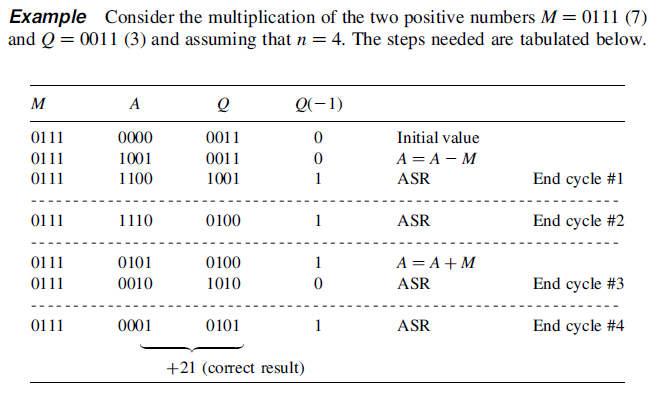 Example Consider the multiplication of the two positive numbers M = 0111 (7)
and Q = 0011 (3) and assuming that n = 4. The steps needed are tabulated below.
M A Q Q(−1)
0111 0000 0011 0 Initial value
0111 1001 0011 0 A = A − M
0111 1100 1001 1 ASR End cycle #1
0111 1110 0100 1 ASR End cycle #2
0111 0101 0100 1 A = A + M
0111 0010 1010 0 ASR End cycle #3
0111 0001 0101 1 ASR End cycle #4
+21 (correct result)